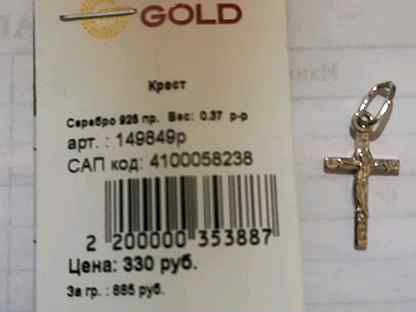 GOLD
Крест
Серебро 925 пр. Вес: 0.37 р-р
арт. : 149849р
САП код: 4100058238
2 200000 353887
Цена: 330 руб.
За гр. : 885 руб.